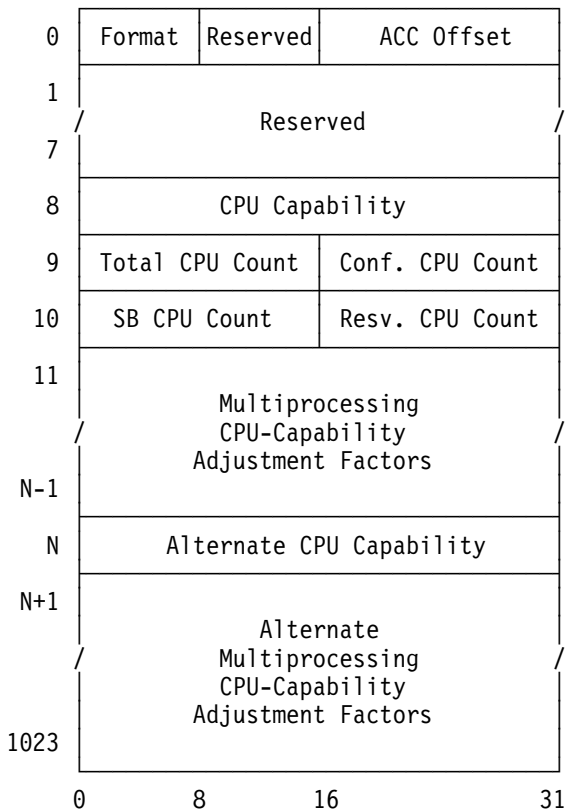 0 Format Reserved ACC Offset
1
/ Reserved /
7
8 CPU Capability
9 Total CPU Count Conf. CPU Count
10 SB CPU Count Resv. CPU Count
11
Multiprocessing
/ CPU-Capability /
Adjustment Factors
N-1
N Alternate CPU Capability
N+1
Alternate
/ Multiprocessing /
CPU-Capability
Adjustment Factors
1023
0 8 16 31